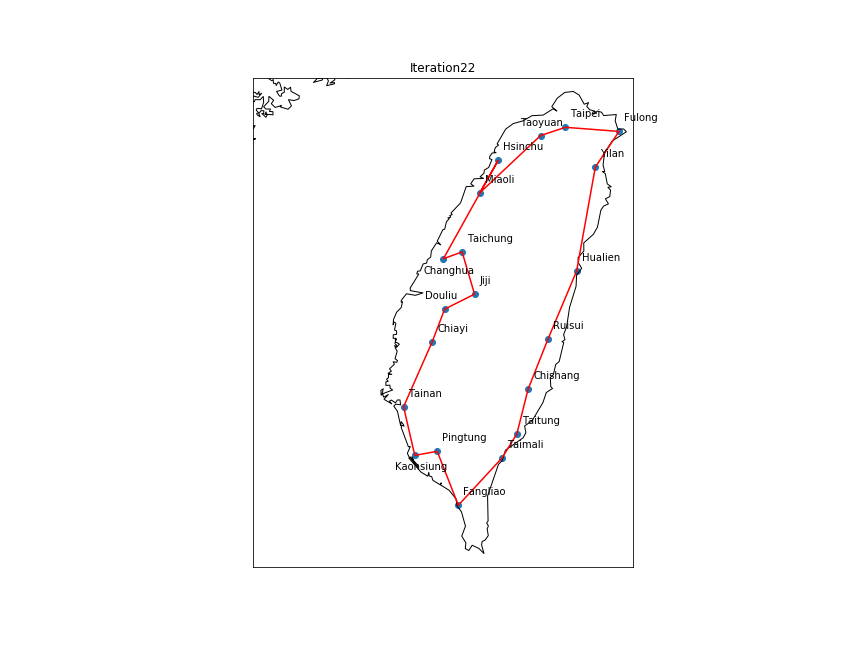 Iteration22
Taipei
Fulong
Taoyuan
Hsinchu
Yilan
Miaoli
Taichung
Hualien
Changhua
Jiji
Douliu
Chiayi
Ruisui
Chishang
Tainan
Taitung
Pingtung
Taimali
Kaohsiung
Fangliao